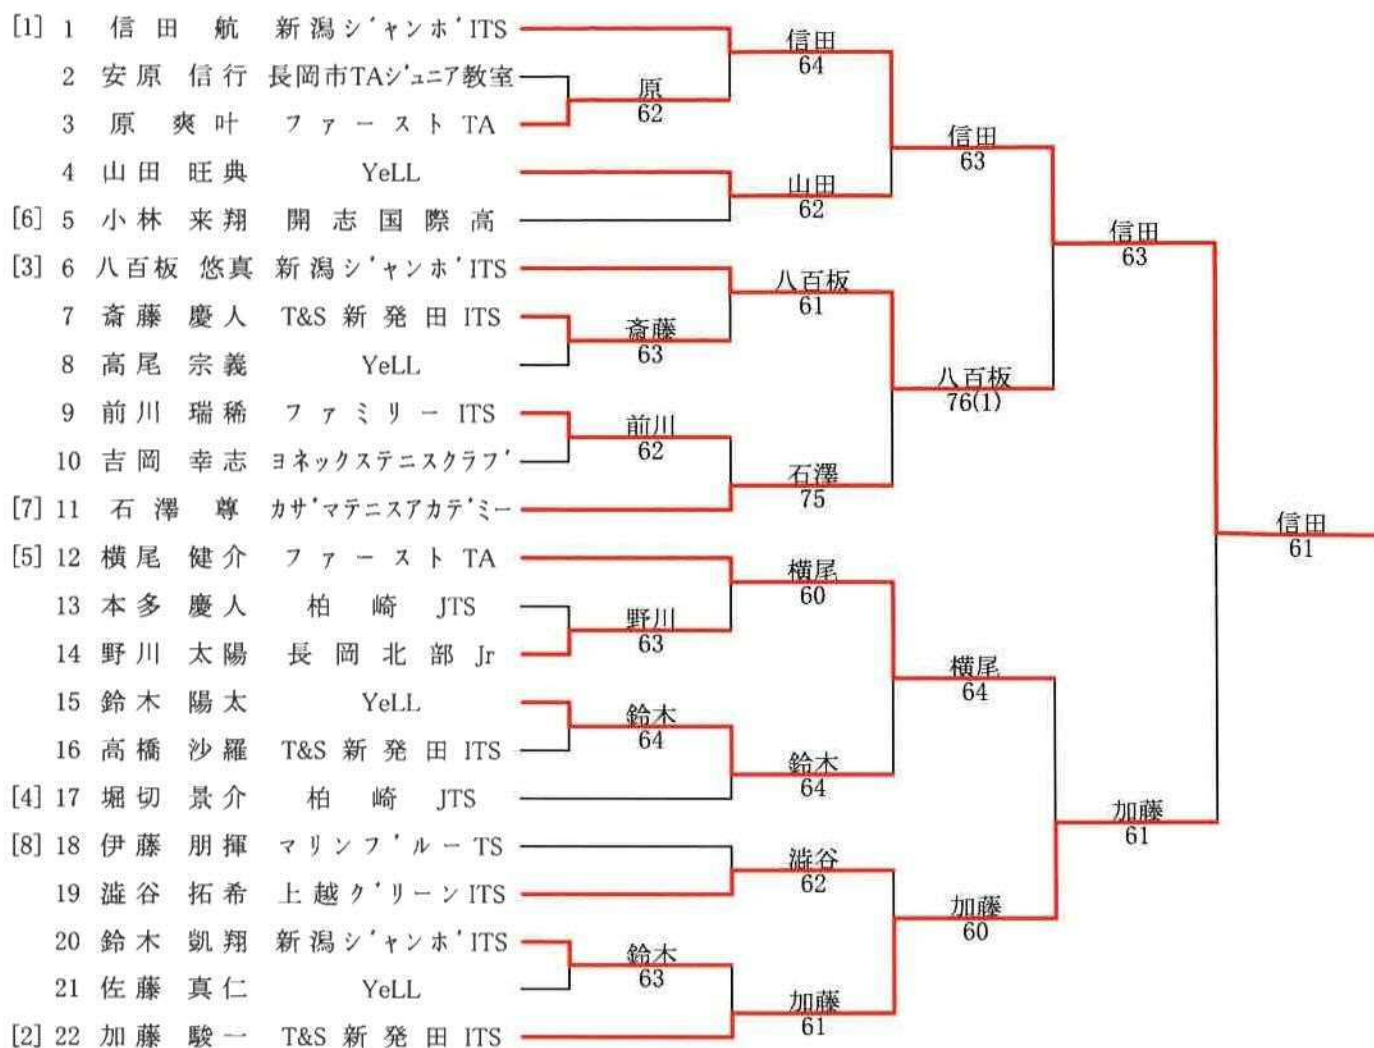 [1] 1 信田 航 新潟ジャンボITS
2 安原 信行 長岡市TAジュニア教室
3 原 爽叶 ファーストTA
4 山田 旺典 YeLL
[6] 5 小林 来翔 開志国際高
[3] 6 八百板 悠真 新潟ジャンボITS
7 斎藤 慶人 T&S新発田ITS
8 高尾 宗義 YeLL
9 前川 瑞稀 ファミリーITS
10 吉岡 幸志 ヨネックステニスクラブ
[7] 11 石澤 尊 カザマテニスアカデミー
[5] 12 横尾 健介 ファーストTA
13 本多 慶人 柏崎JTS
14 野川 太陽 長岡北部Jr
15 鈴木 陽太 YeLL
16 高橋 沙羅 T&S新発田ITS
[4] 17 堀切 景介 柏崎JTS
[8] 18 伊藤 朋揮 マリンブルーTS
19 澁谷 拓希 上越グリーンITS
20 鈴木 凱翔 新潟ジャンボITS
21 佐藤 真仁 YeLL
[2] 22 加藤 駿一 T&S新発田ITS
原
62
斎藤
63
前川
62
野川
63
鈴木
64
鈴木
63
信田
64
山田
62
八百板
61
石澤
75
横尾
60
鈴木
64
澁谷
62
加藤
61
信田
63
八百板
76(1)
横尾
64
加藤
60
信田
63
加藤
61
信田
61